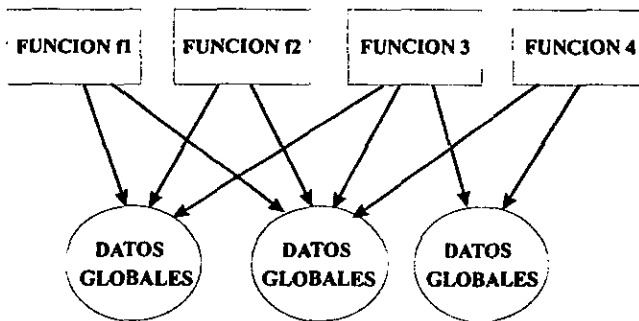 FUNCION f1
FUNCION f2
FUNCION 3
FUNCION 4
DATOS
GLOBALES
DATOS
GLOBALES
DATOS
GLOBALES